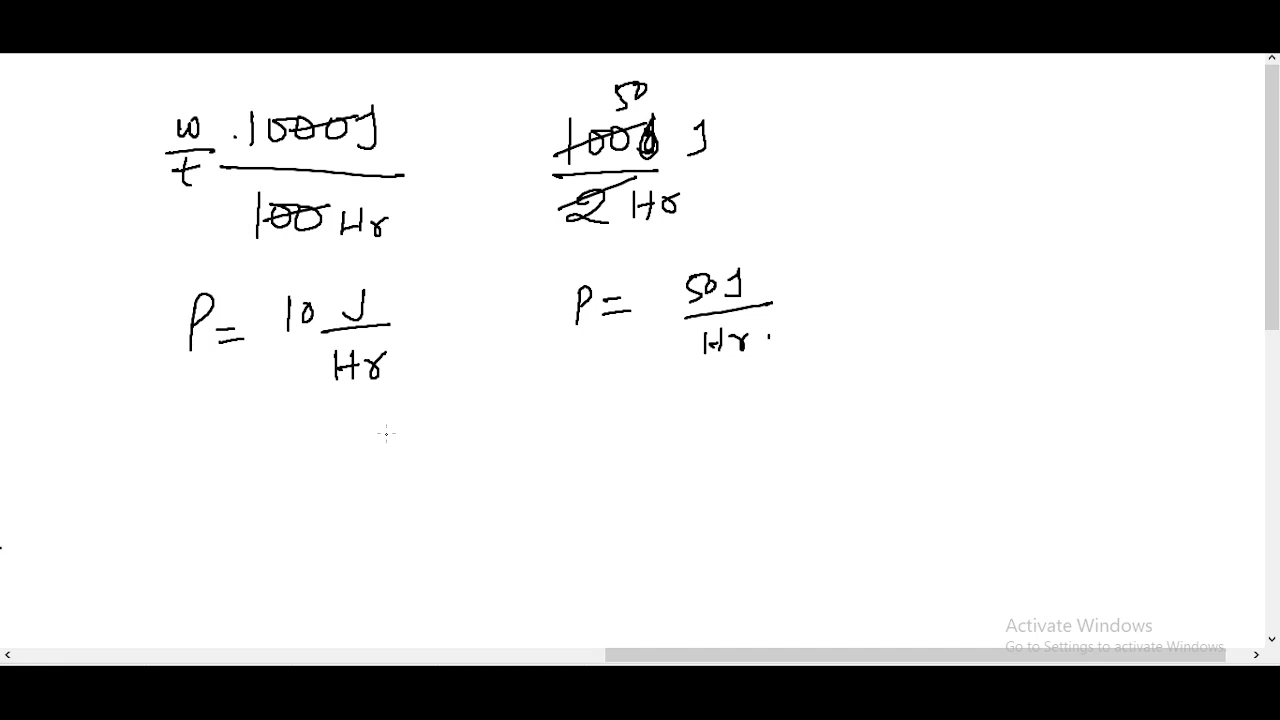 50
w .1000J 1000 J
t 100 Hr 2 Hr
P= 10 J P= 50J
Hr Hr.
Activate Windows
Go to Settings to activate Windows.